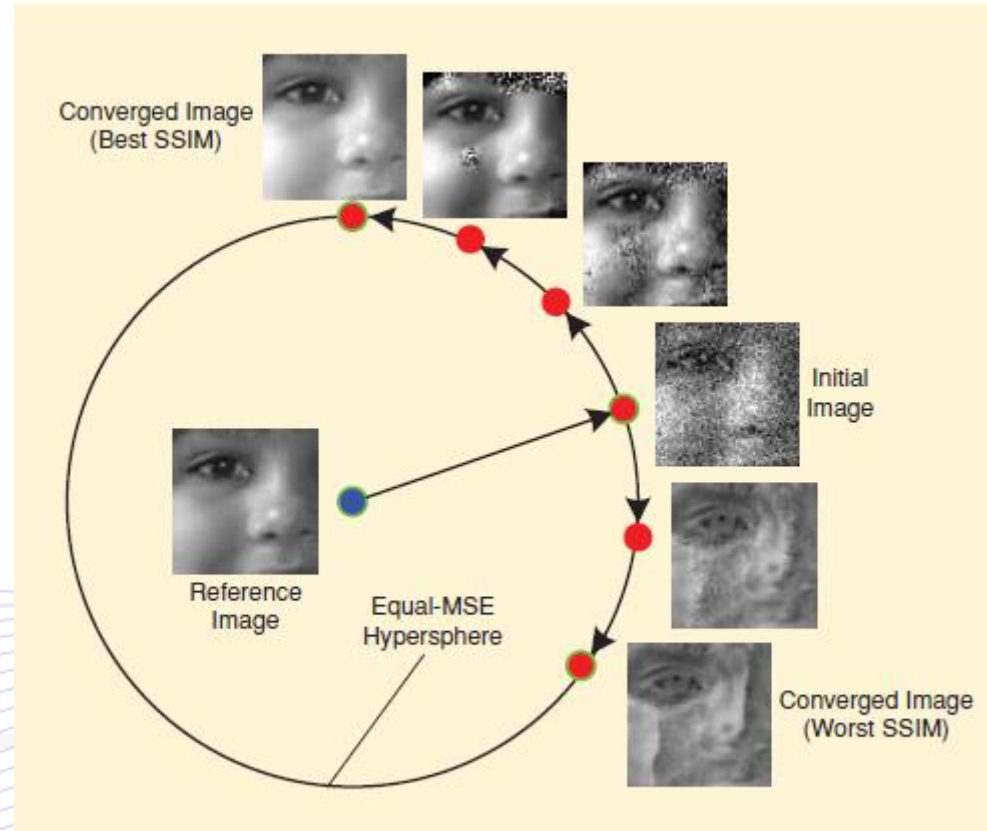 Converged Image
(Best SSIM)
Initial
Image
Reference
Image
Equal-MSE
Hypersphere
Converged Image
(Worst SSIM)